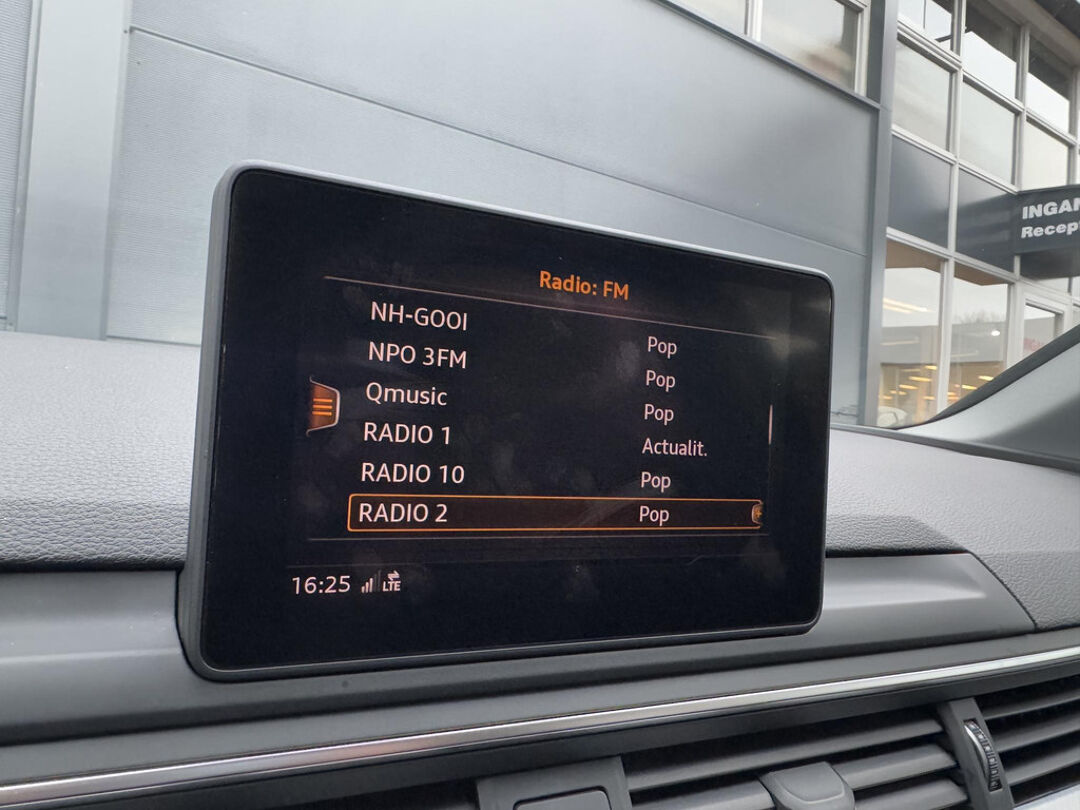 Radio: FM
NH-GOOI Pop
NPO 3FM Pop
Qmusic Pop
RADIO 1 Actualit.
RADIO 10 Pop
RADIO 2 Pop
16:25 LTE
INGAN
Recep